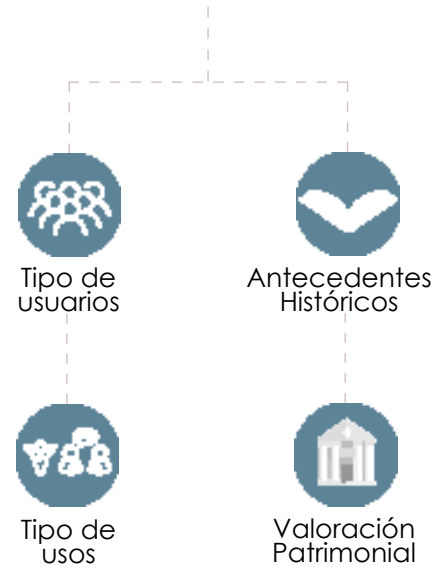 Tipo de
usuarios
Antecedentes
Históricos
Tipo de
usos
Valoración
Patrimonial